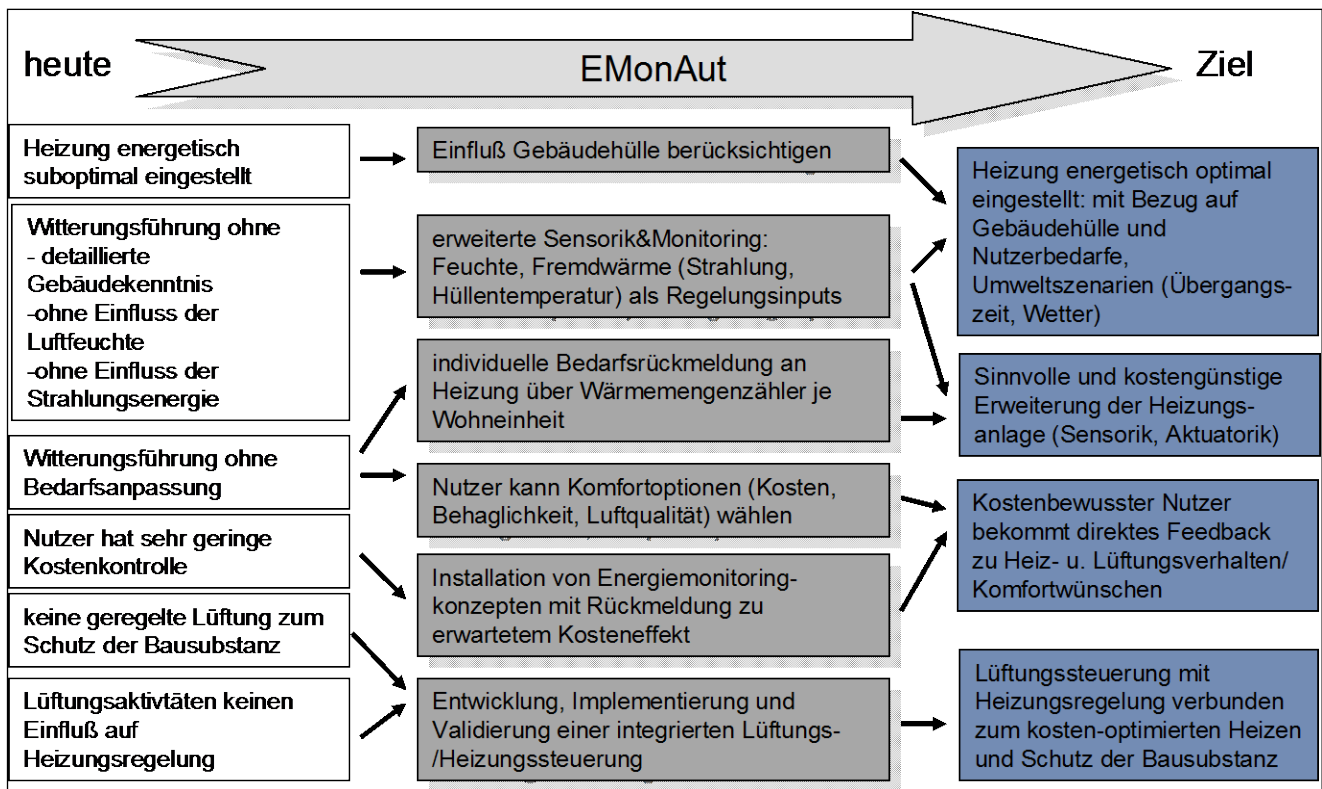 heute
EMonAut
Ziel
Heizung energetisch
suboptimal eingestellt
Witterungsführung ohne
- detaillierte
Gebäudekenntnis
-ohne Einfluss der
Luftfeuchte
-ohne Einfluss der
Strahlungsenergie
Witterungsführung ohne
Bedarfsanpassung
Nutzer hat sehr geringe
Kostenkontrolle
keine geregelte Lüftung zum
Schutz der Bausubstanz
Lüftungsaktivtäten keinen
Einfluß auf
Heizungsregelung
Einfluß Gebäudehülle berücksichtigen
erweiterte Sensorik&Monitoring:
Feuchte, Fremdwärme (Strahlung,
Hüllentemperatur) als Regelungsinputs
individuelle Bedarfsrückmeldung an
Heizung über Wärmemengenzähler je
Wohneinheit
Nutzer kann Komfortoptionen (Kosten,
Behaglichkeit, Luftqualität) wählen
Installation von Energiemonitoring-
konzepten mit Rückmeldung zu
erwartetem Kosteneffekt
Entwicklung, Implementierung und
Validierung einer integrierten Lüftungs-
/Heizungssteuerung
Heizung energetisch optimal
eingestellt: mit Bezug auf
Gebäudehülle und
Nutzerbedarfe,
Umweltszenarien (Übergangs-
zeit, Wetter)
Sinnvolle und kostengünstige
Erweiterung der Heizungs-
anlage (Sensorik, Aktuatorik)
Kostenbewusster Nutzer
bekommt direktes Feedback
zu Heiz- u. Lüftungsverhalten/
Komfortwünschen
Lüftungssteuerung mit
Heizungsregelung verbunden
zum kosten-optimierten Heizen
und Schutz der Bausubstanz